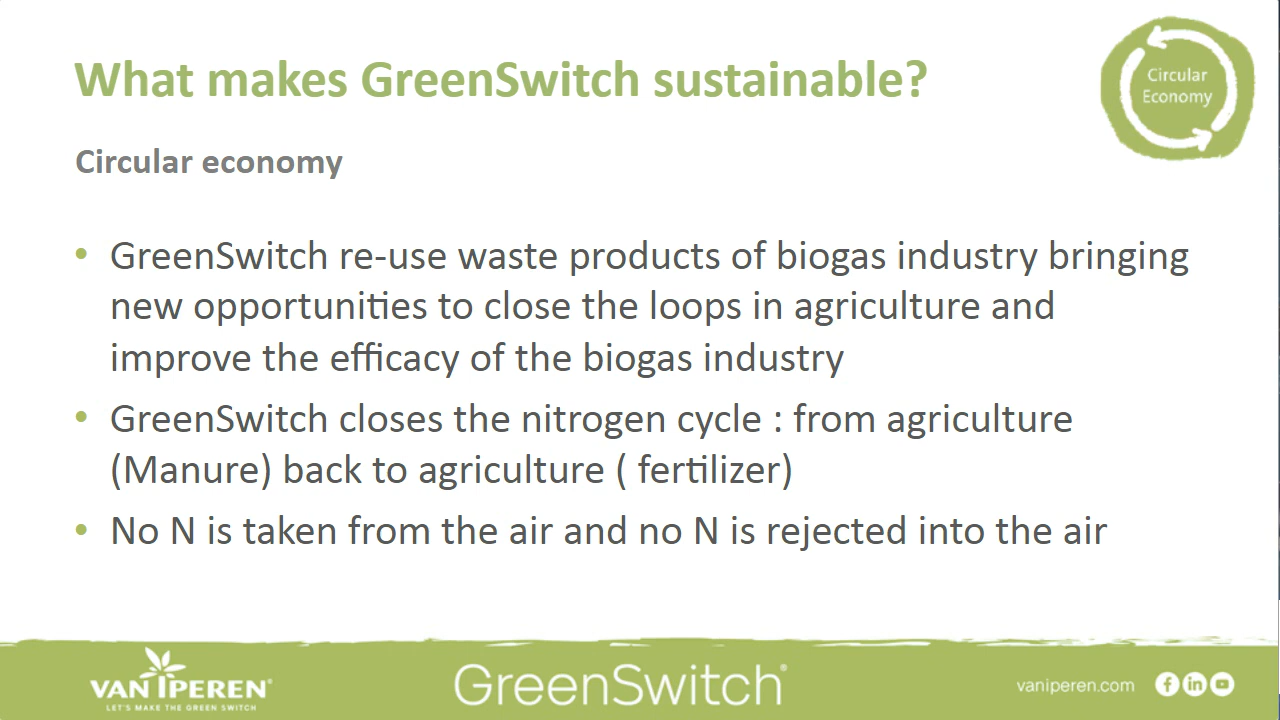 What makes GreenSwitch sustainable?
Circular
Economy
Circular economy
• GreenSwitch re-use waste products of biogas industry bringing
new opportunities to close the loops in agriculture and
improve the efficacy of the biogas industry
• GreenSwitch closes the nitrogen cycle : from agriculture
(Manure) back to agriculture ( fertilizer)
• No N is taken from the air and no N is rejected into the air
VAN IPEREN®
LET'S MAKE THE GREEN SWITCH
GreenSwitch®
vaniperen.com
f in